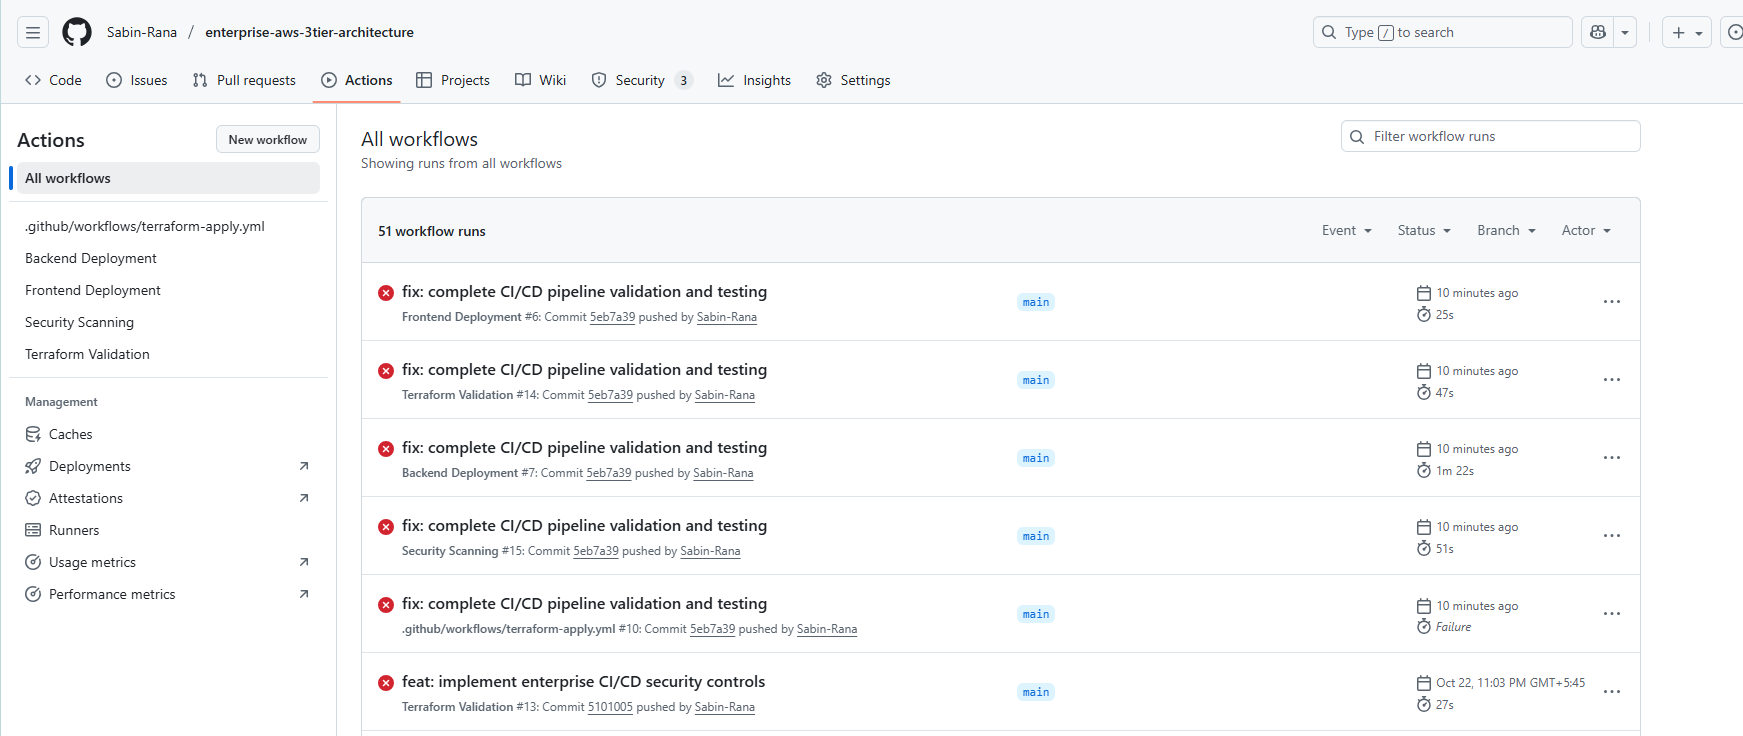 Sabin-Rana / enterprise-aws-3tier-architecture
Type / to search
Code
Issues
Pull requests
Actions
Projects
Wiki
Security 3
Insights
Settings
Actions
New workflow
All workflows
.github/workflows/terraform-apply.yml
Backend Deployment
Frontend Deployment
Security Scanning
Terraform Validation
Management
Caches
Deployments
Attestations
Runners
Usage metrics
Performance metrics
All workflows
Showing runs from all workflows
Filter workflow runs
51 workflow runs
Event
Status
Branch
Actor
fix: complete CI/CD pipeline validation and testing
Frontend Deployment #6: Commit 5eb7a39 pushed by Sabin-Rana
main
10 minutes ago
25s
fix: complete CI/CD pipeline validation and testing
Terraform Validation #14: Commit 5eb7a39 pushed by Sabin-Rana
main
10 minutes ago
47s
fix: complete CI/CD pipeline validation and testing
Backend Deployment #7: Commit 5eb7a39 pushed by Sabin-Rana
main
10 minutes ago
1m 22s
fix: complete CI/CD pipeline validation and testing
Security Scanning #15: Commit 5eb7a39 pushed by Sabin-Rana
main
10 minutes ago
51s
fix: complete CI/CD pipeline validation and testing
.github/workflows/terraform-apply.yml #10: Commit 5eb7a39 pushed by Sabin-Rana
main
10 minutes ago
Failure
feat: implement enterprise CI/CD security controls
Terraform Validation #13: Commit 5101005 pushed by Sabin-Rana
main
Oct 22, 11:03 PM GMT+5:45
27s